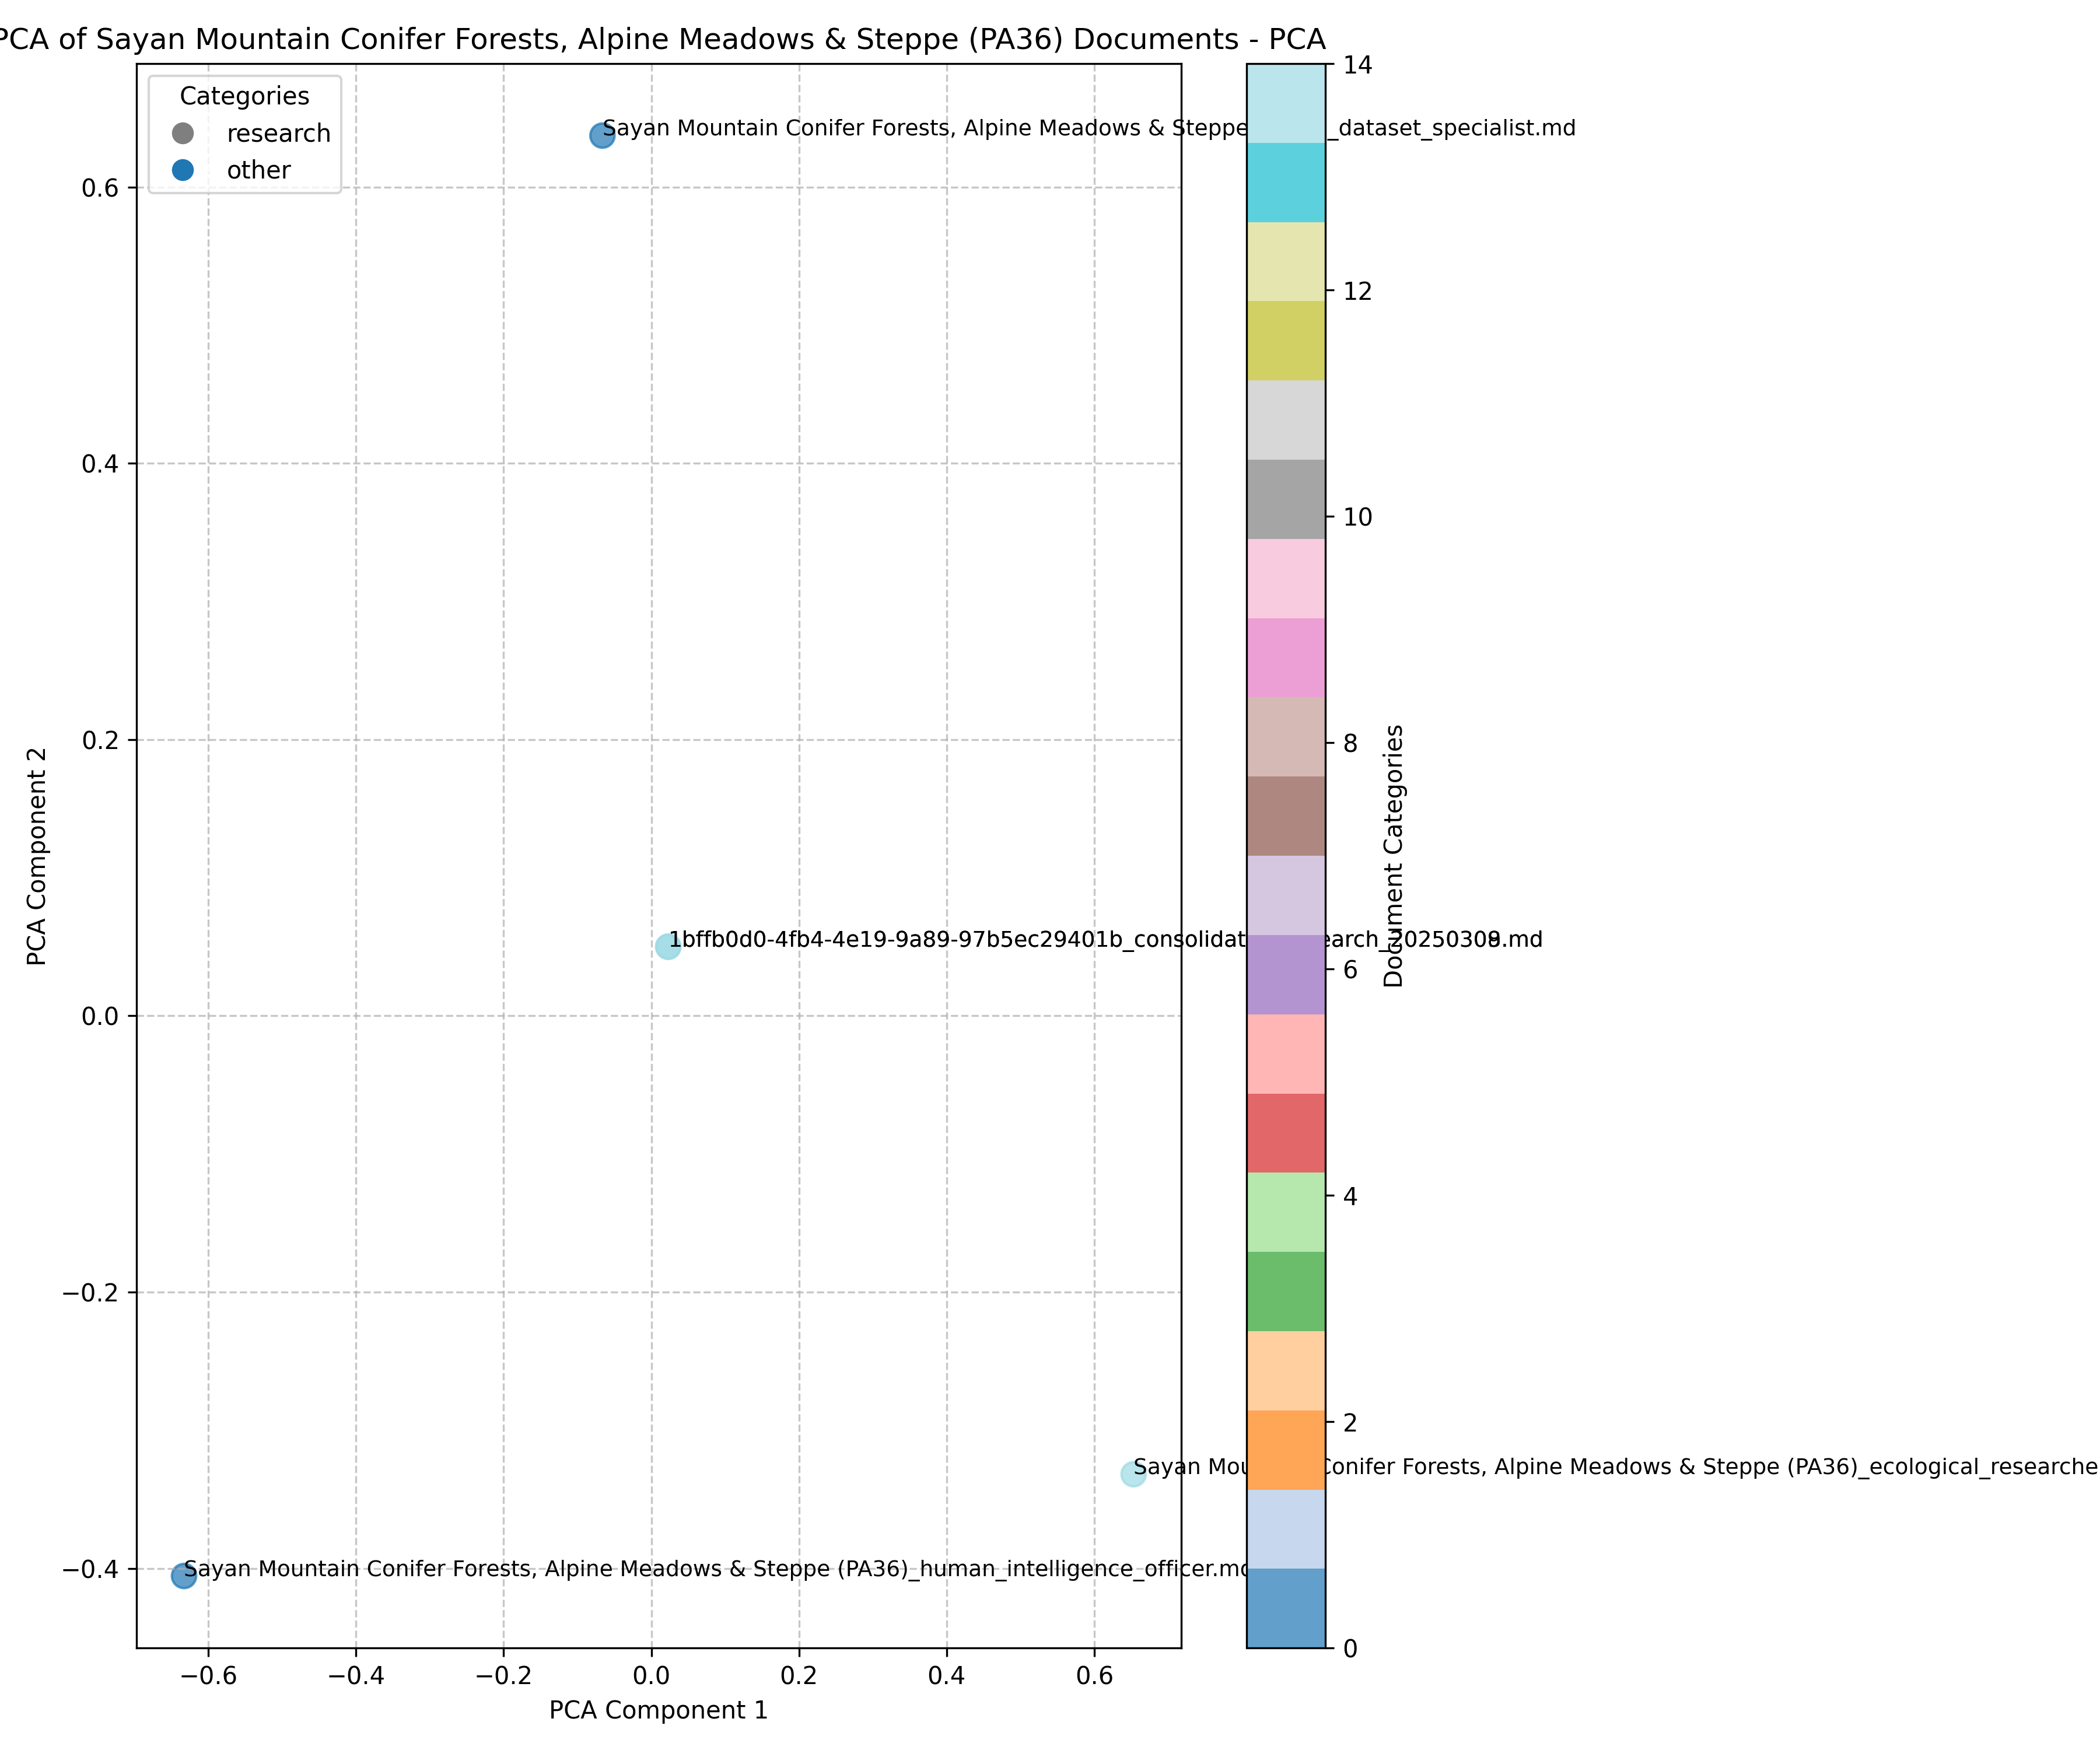 PCA of Sayan Mountain Conifer Forests, Alpine Meadows & Steppe (PA36) Documents - PCA
Categories
research
other
Sayan Mountain Conifer Forests, Alpine Meadows & Steppe _dataset_specialist.md
1bffb0d0-4fb4-4e19-9a89-97b5ec29401b_consolidat earch_20250309.md
Sayan Mou Conifer Forests, Alpine Meadows & Steppe (PA36)_ecological_researche
Sayan Mountain Conifer Forests, Alpine Meadows & Steppe (PA36)_human_intelligence_officer.md
0.6
0.4
0.2
0.0
−0.2
−0.4
PCA Component 2
−0.6 −0.4 −0.2 0.0 0.2 0.4 0.6
PCA Component 1
14
12
10
8
6
4
2
0
Document Categories